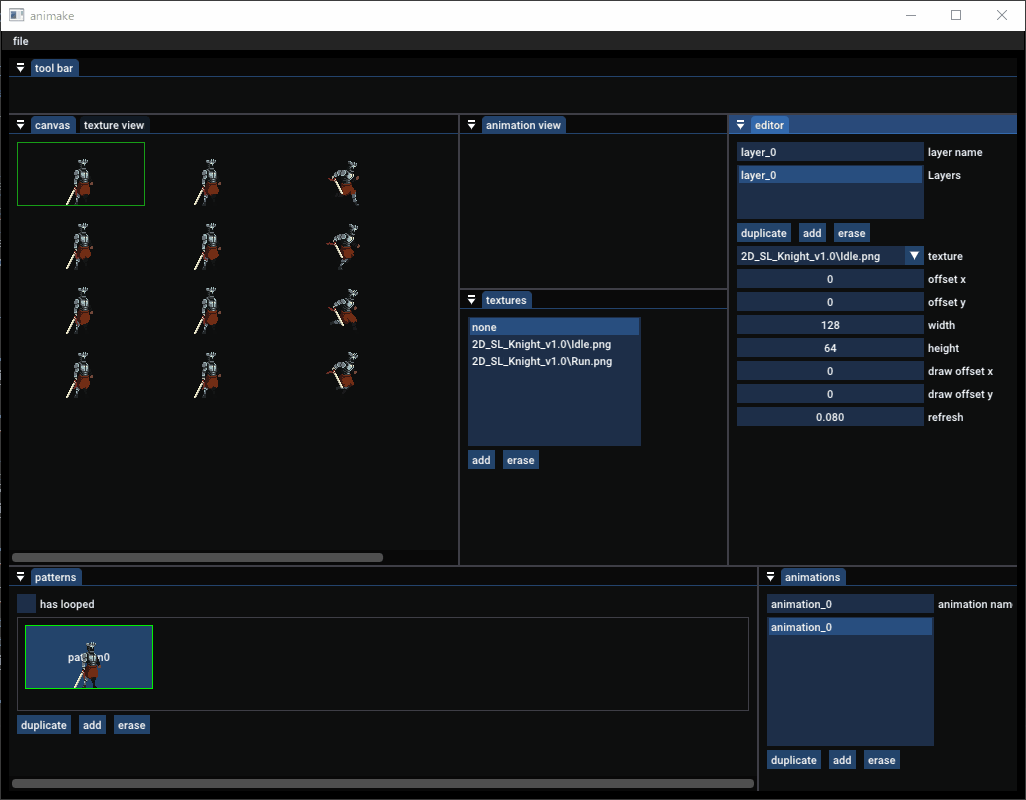 animake
file
tool bar
canvas texture view
animation view
textures
none
2D_SL_Knight_v1.0\Idle.png
2D_SL_Knight_v1.0\Run.png
add erase
editor
layer_0 layer name
layer_0 Layers
duplicate add erase
2D_SL_Knight_v1.0\Idle.png texture
0 offset x
0 offset y
128 width
64 height
0 draw offset x
0 draw offset y
0.080 refresh
patterns
has looped
duplicate add erase
animations
animation_0 animation nam
animation_0
duplicate add erase